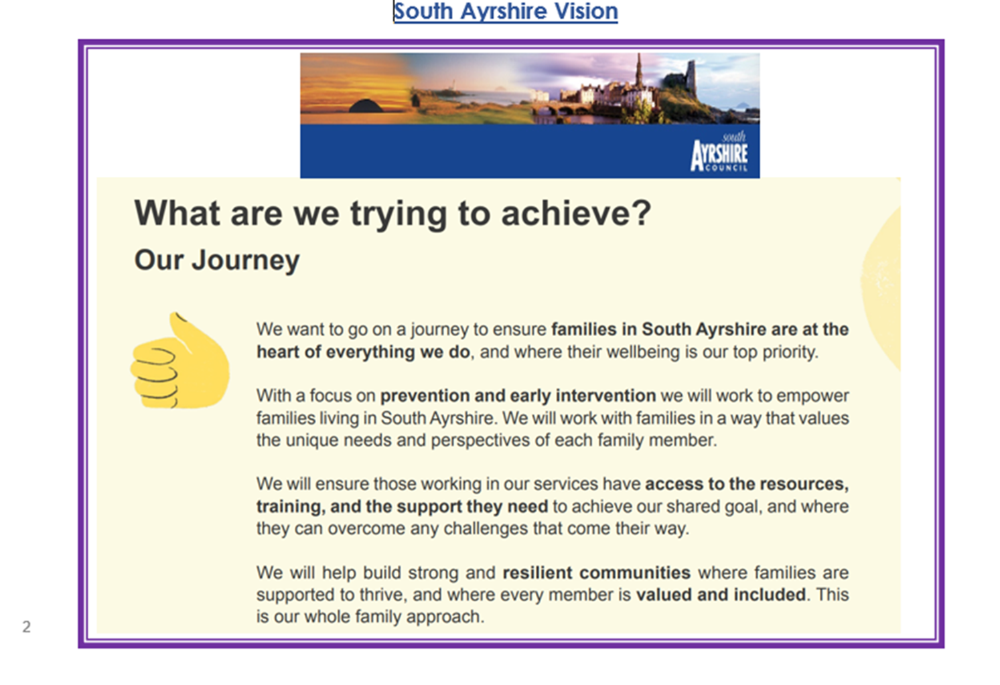 South Ayrshire Vision
south
AYRSHIRE
COUNCIL
What are we trying to achieve?
Our Journey
We want to go on a journey to ensure families in South Ayrshire are at the
heart of everything we do, and where their wellbeing is our top priority.
With a focus on prevention and early intervention we will work to empower
families living in South Ayrshire. We will work with families in a way that values
the unique needs and perspectives of each family member.
We will ensure those working in our services have access to the resources,
training, and the support they need to achieve our shared goal, and where
they can overcome any challenges that come their way.
We will help build strong and resilient communities where families are
supported to thrive, and where every member is valued and included. This
is our whole family approach.
2